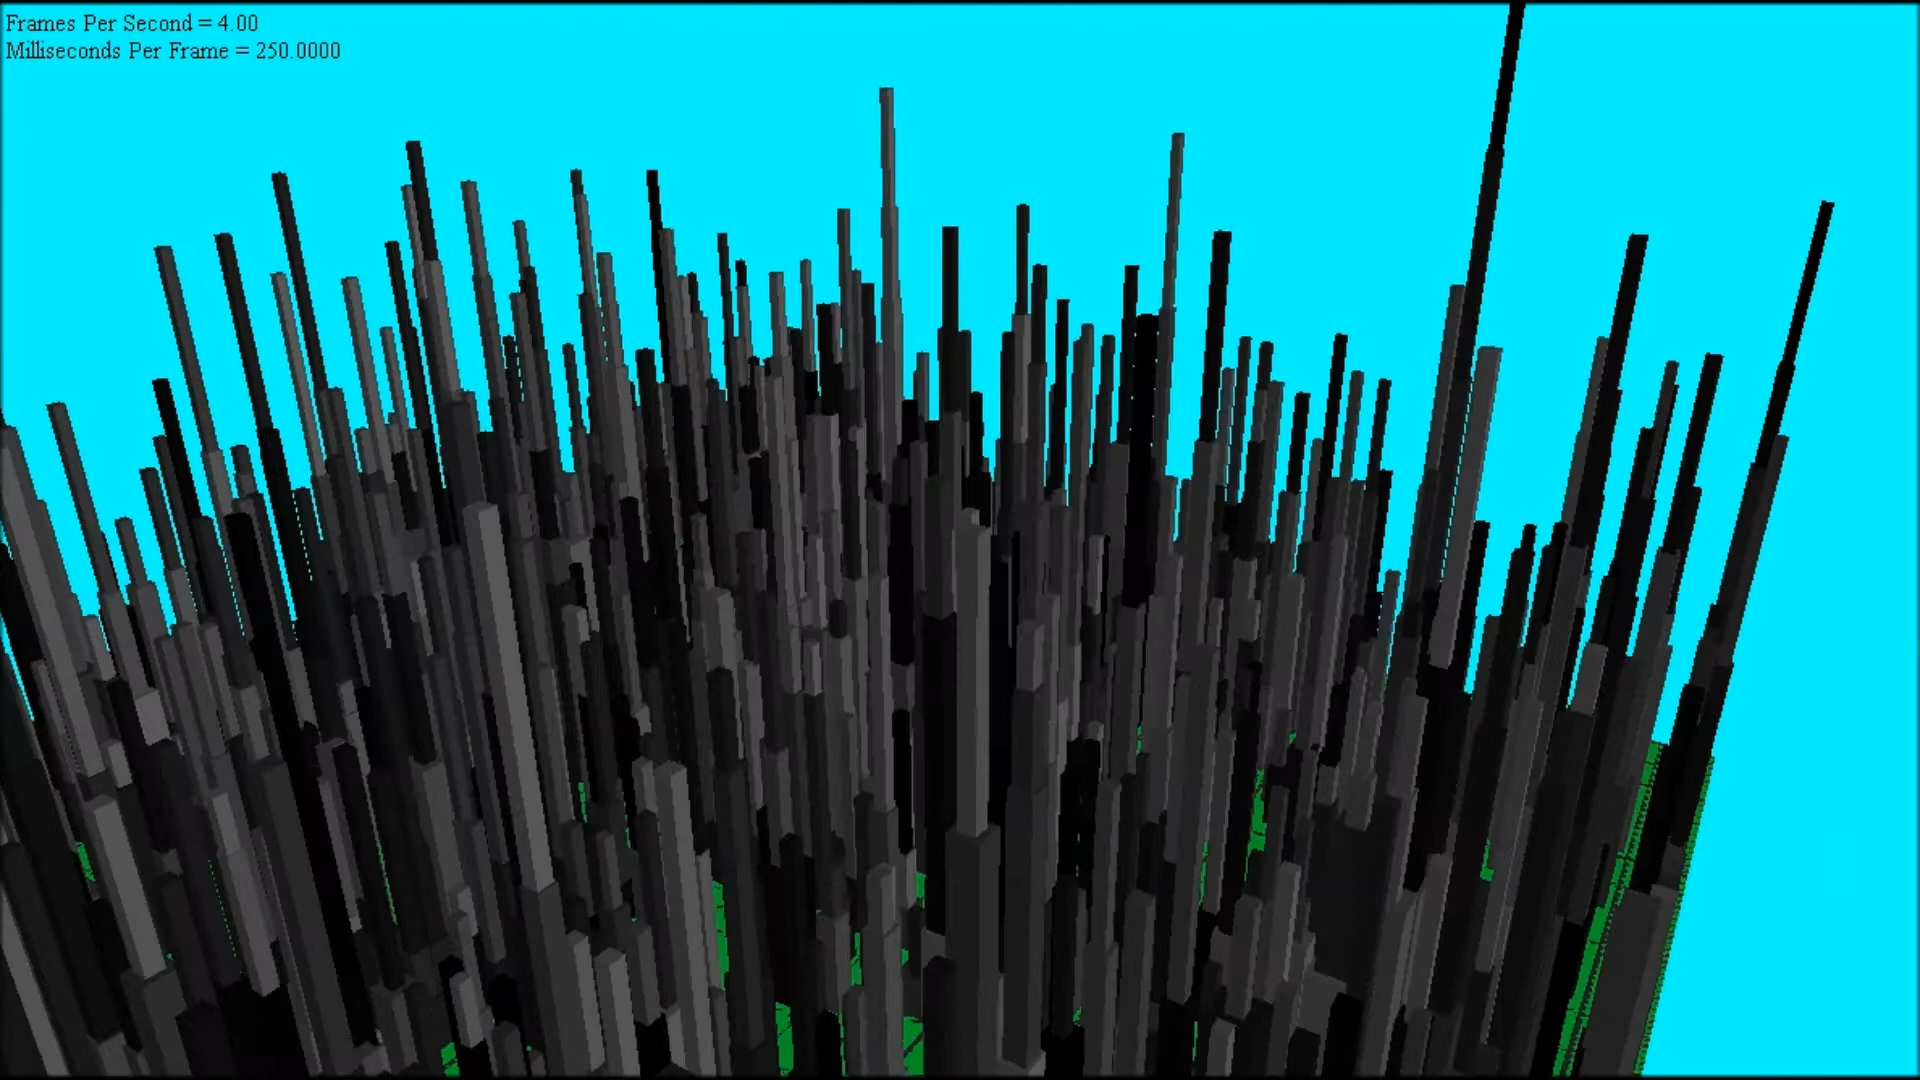 Frames Per Second = 4.00
Milliseconds Per Frame = 250.0000